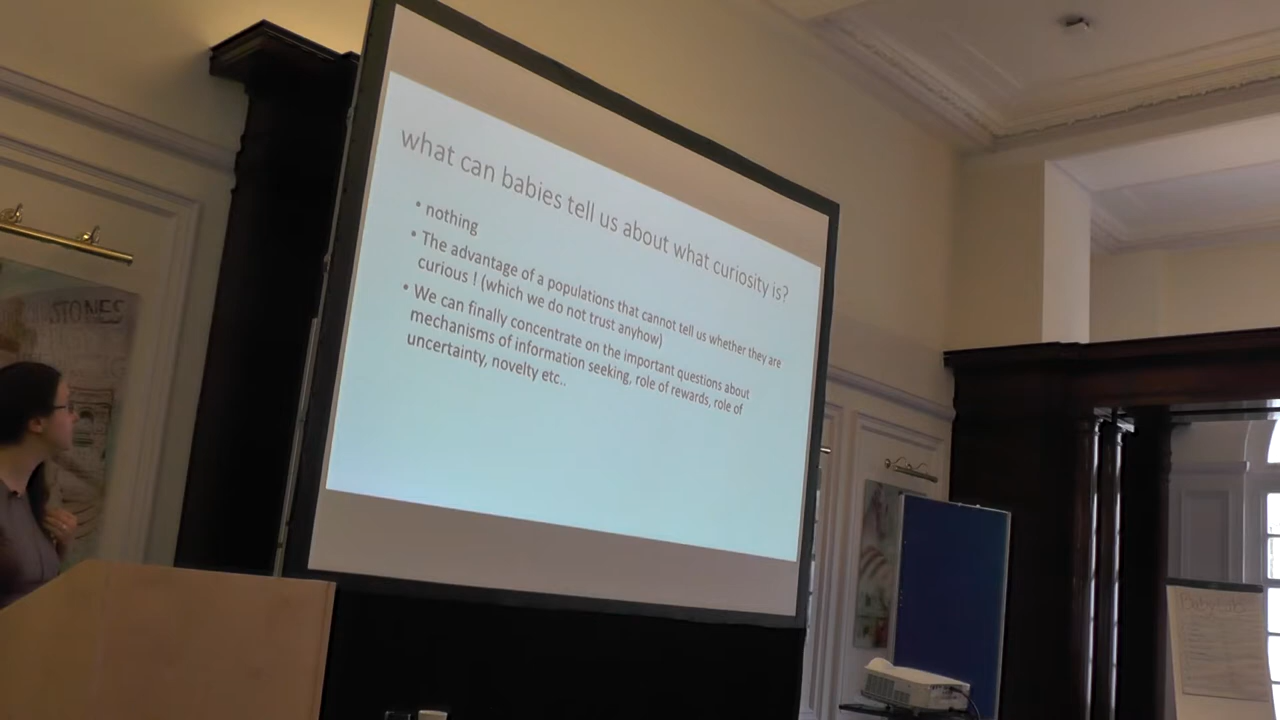 what can babies tell us about what curiosity is?
• nothing
• The advantage of a populations that cannot tell us whether they are
curious ! (which we do not trust anyhow)
• We can finally concentrate on the important questions about
mechanisms of information seeking, role of rewards, role of
uncertainty, novelty etc..
STONES